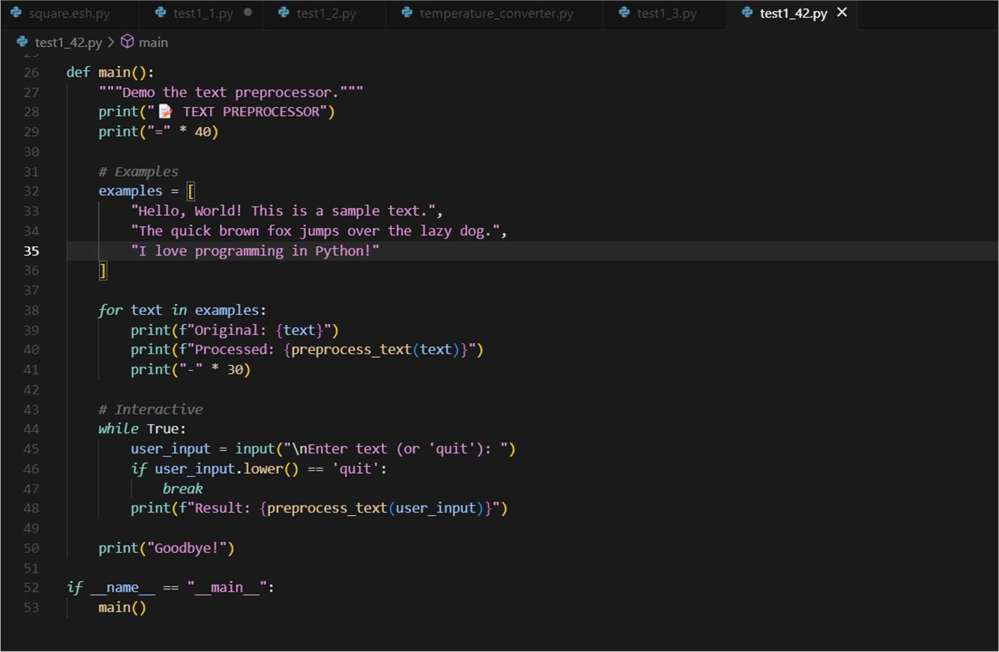 square.esh.py test1_1.py test1_2.py temperature_converter.py test1_3.py test1_42.py
test1_42.py > main
26 def main():
27     """Demo the text preprocessor."""
28     print("📝 TEXT PREPROCESSOR")
29     print("=" * 40)
30
31     # Examples
32     examples = [
33         "Hello, World! This is a sample text.",
34         "The quick brown fox jumps over the lazy dog.",
35         "I love programming in Python!"
36     ]
37
38     for text in examples:
39         print(f"Original: {text}")
40         print(f"Processed: {preprocess_text(text)}")
41         print("-" * 30)
42
43     # Interactive
44     while True:
45         user_input = input("\nEnter text (or 'quit'): ")
46         if user_input.lower() == 'quit':
47             break
48         print(f"Result: {preprocess_text(user_input)}")
49
50     print("Goodbye!")
51
52 if __name__ == "__main__":
53     main()